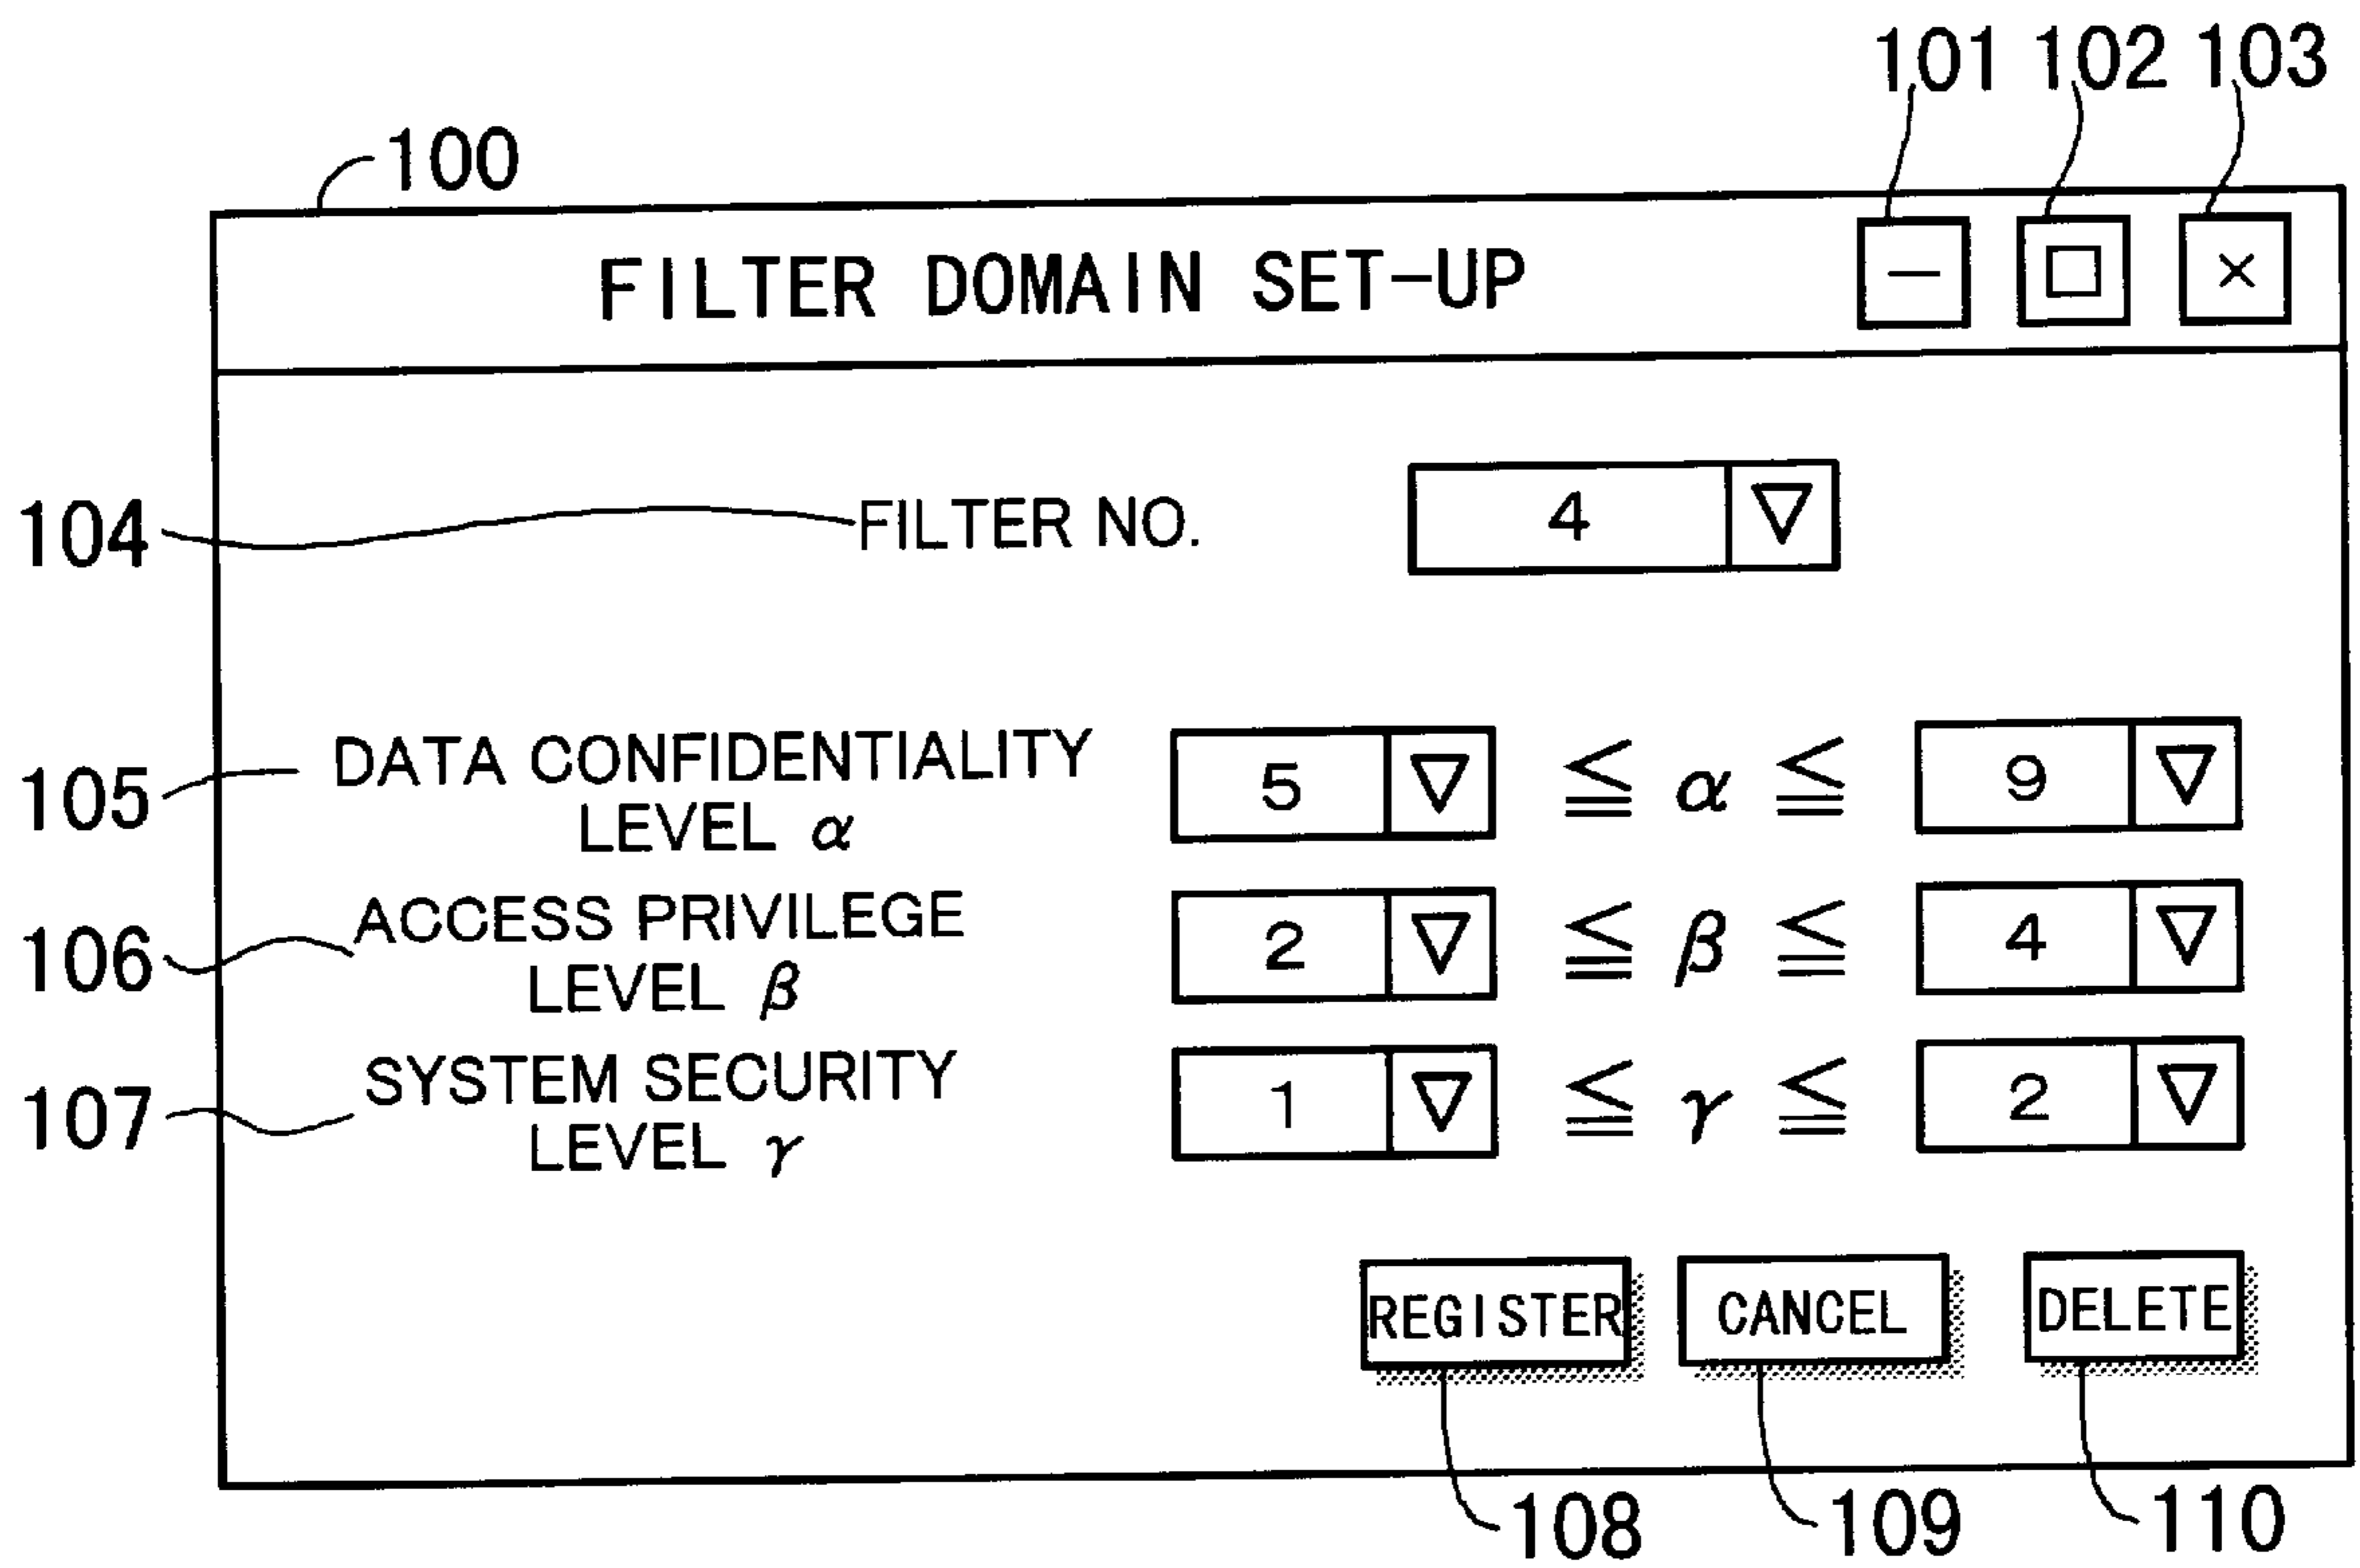 101 102 103
100
FILTER DOMAIN SET-UP
104 FILTER NO. 4
105 DATA CONFIDENTIALITY LEVEL α 5 ≦ α ≦ 9
106 ACCESS PRIVILEGE LEVEL β 2 ≦ β ≦ 4
107 SYSTEM SECURITY LEVEL γ 1 ≦ γ ≦ 2
REGISTER CANCEL DELETE
108 109 110